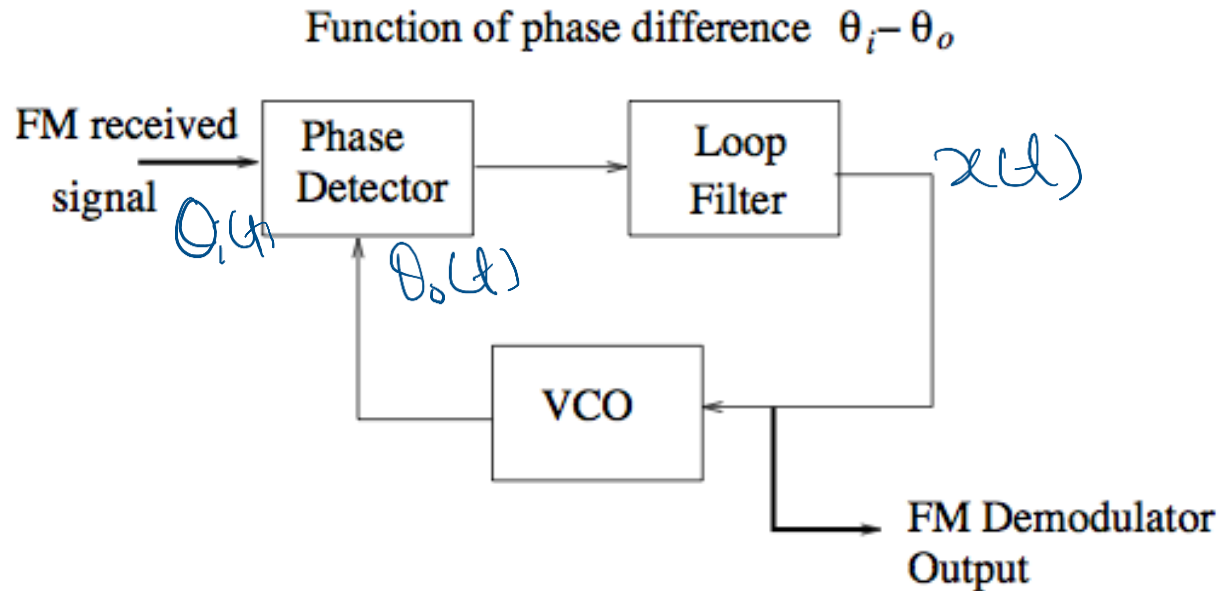 Function of phase difference θi– θo
FM received
signal
θi(t)
Phase
Detector
Loop
Filter
x(t)
θo(t)
VCO
FM Demodulator
Output